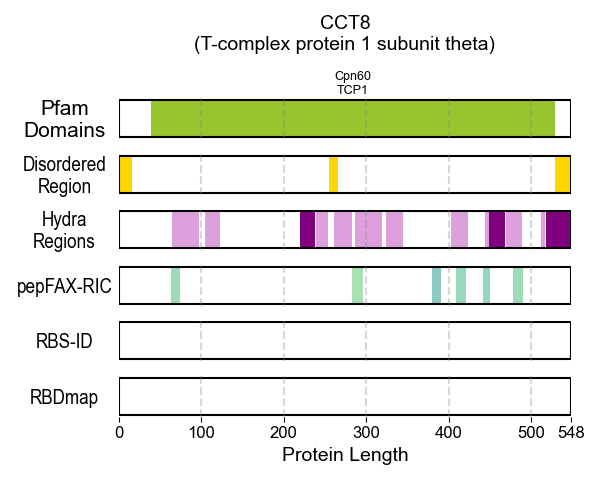 CCT8
(T-complex protein 1 subunit theta)
Cpn60
TCP1
Pfam
Domains
Disordered
Region
Hydra
Regions
pepFAX-RIC
RBS-ID
RBDmap
0 100 200 300 400 500 548
Protein Length